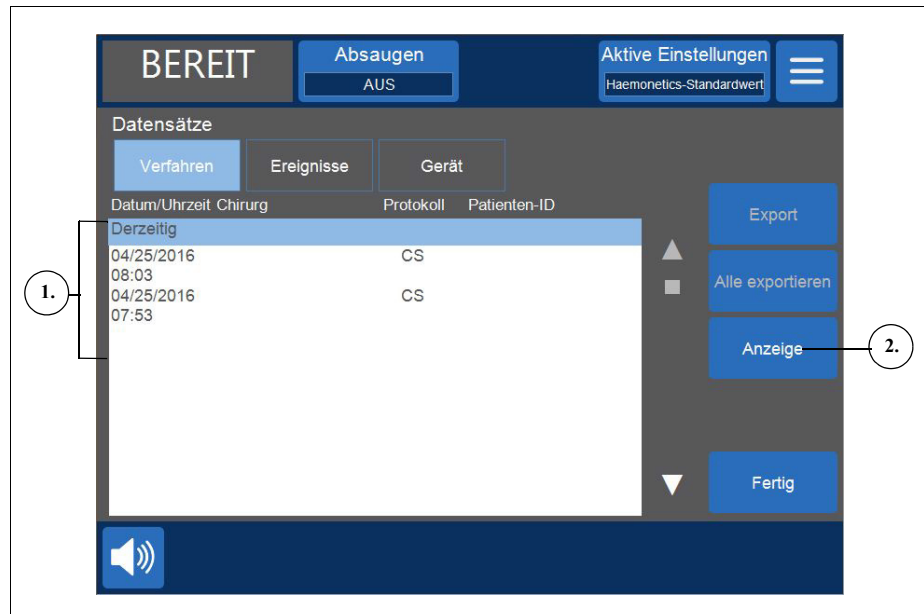 BEREIT
Absaugen
AUS
Aktive Einstellungen
Haemonetics-Standardwert
Datensätze
Verfahren Ereignisse Gerät
Datum/Uhrzeit Chirurg Protokoll Patienten-ID
Derzeitig
04/25/2016 CS
08:03
04/25/2016 CS
07:53
1.
Export
Alle exportieren
Anzeige
2.
Fertig